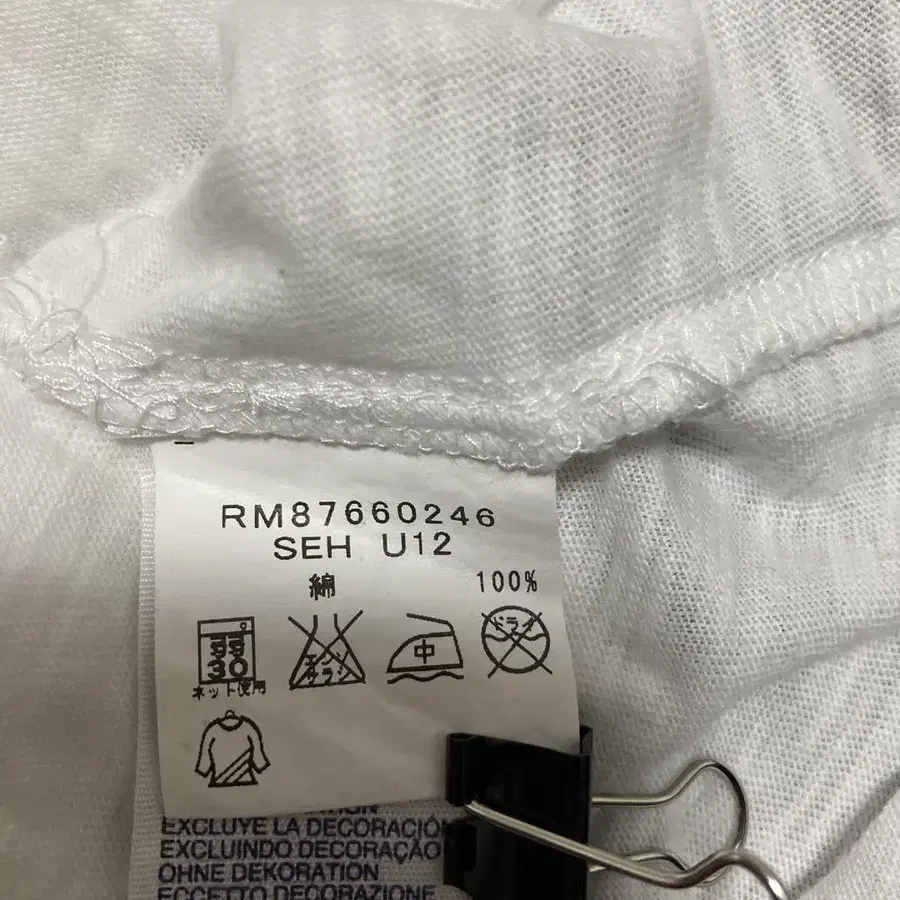 RM87660246
SEH U12
綿 100%
弱
30
エンソ
サラシ
中
ドライ
ネット使用
EXCLUYE LA DECORACIÓN
EXCLUINDO DECORAÇÃO
OHNE DEKORATION
ECCETTO DECORAZIONE